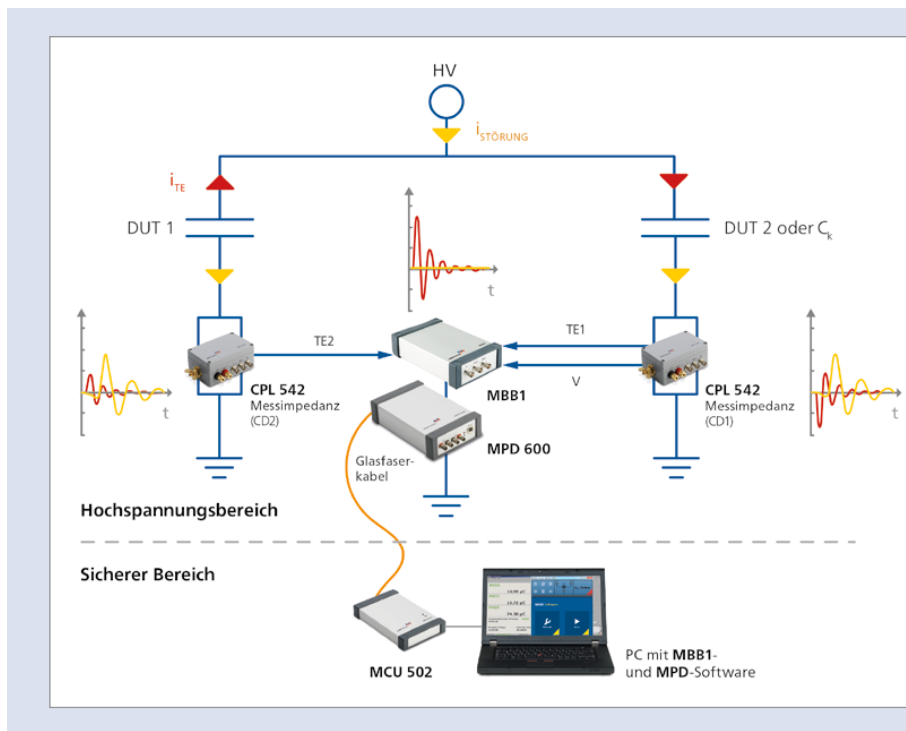 HV
iSTÖRUNG
iTE
DUT 1
DUT 2 oder Ck
t
TE2
TE1
V
t
t
CPL 542
Messimpedanz
(CD2)
MBB1
CPL 542
Messimpedanz
(CD1)
MPD 600
Glasfaser-
kabel
Hochspannungsbereich
Sicherer Bereich
MCU 502
PC mit MBB1-
und MPD-Software